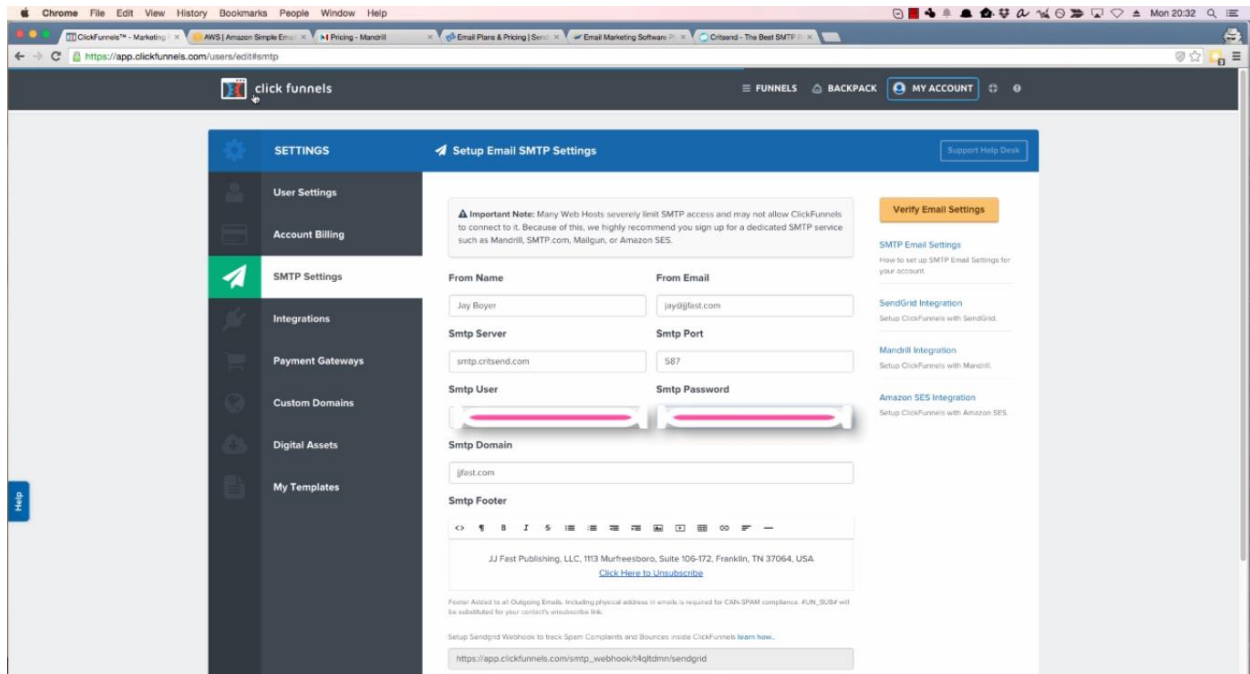 Chrome File Edit View History Bookmarks People Window Help
Mon 20:32
ClickFunnels™ - Marketing
AWS | Amazon Simple Ema
Pricing - Mandrill
Email Plans & Pricing | Send
Email Marketing Software
Critsend - The Best SMTP
https://app.clickfunnels.com/users/edit#smtp
click funnels
FUNNELS
BACKPACK
MY ACCOUNT
SETTINGS
Setup Email SMTP Settings
Support Help Desk
User Settings
Account Billing
SMTP Settings
Integrations
Payment Gateways
Custom Domains
Digital Assets
My Templates
Important Note: Many Web Hosts severely limit SMTP access and may not allow ClickFunnels
to connect to it. Because of this, we highly recommend you sign up for a dedicated SMTP service
such as Mandrill, SMTP.com, Mailgun, or Amazon SES.
From Name
From Email
Jay Boyer
jay@jjfast.com
Smtp Server
Smtp Port
smtp.critsend.com
587
Smtp User
Smtp Password
Smtp Domain
jjfast.com
Smtp Footer
B I S
JJ Fast Publishing, LLC, 1113 Murfreesboro, Suite 106-172, Franklin, TN 37064, USA
Click Here to Unsubscribe
Footer Added to all Outgoing Emails. Including physical address in emails is required for CAN-SPAM compliance. #UN_SUB# will
be substituted for your contact's unsubscribe link.
Setup Sendgrid Webhook to track Spam Complaints and Bounces inside ClickFunnels learn how..
https://app.clickfunnels.com/smtp_webhook/t4qltdmn/sendgrid
Verify Email Settings
SMTP Email Settings
How to set up SMTP Email Settings for
your account.
SendGrid Integration
Setup ClickFunnels with SendGrid.
Mandrill Integration
Setup ClickFunnels with Mandrill.
Amazon SES Integration
Setup ClickFunnels with Amazon SES.
Help